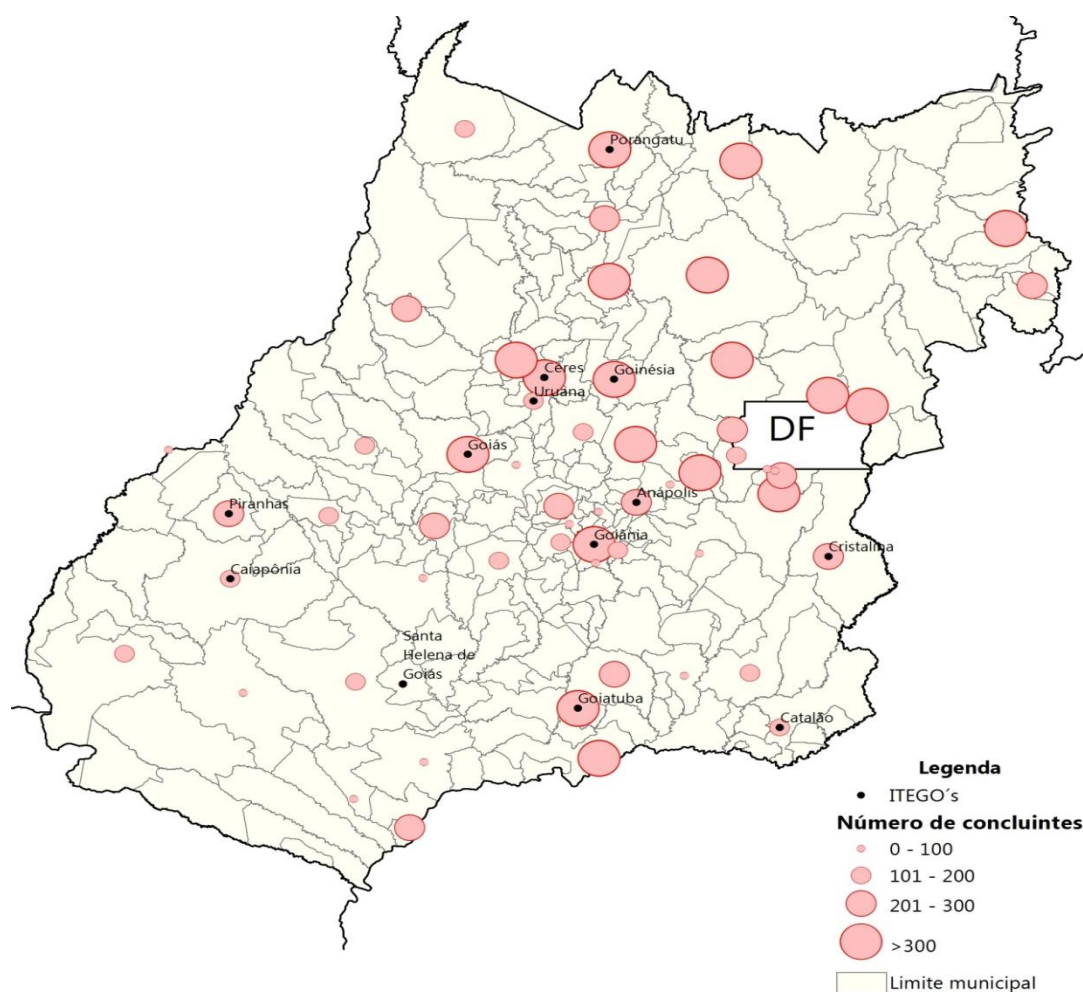 Porangatu
Ceres
Goinésia
Uruana
DF
Goiás
Anápolis
Piranhas
Goiânia
Cristalina
Caiapônia
Santa
Helena de
Goiás
Goiatuba
Catalão
Legenda
ITEGO´s
Número de concluintes
0 - 100
101 - 200
201 - 300
>300
Limite municipal